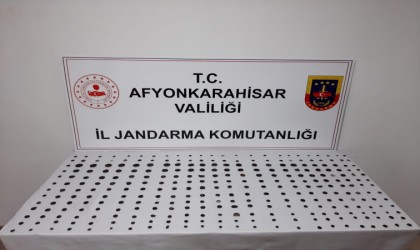 T.C.
AFYONKARAHİSAR
VALİLİĞİ
İL JANDARMA KOMUTANLIĞI